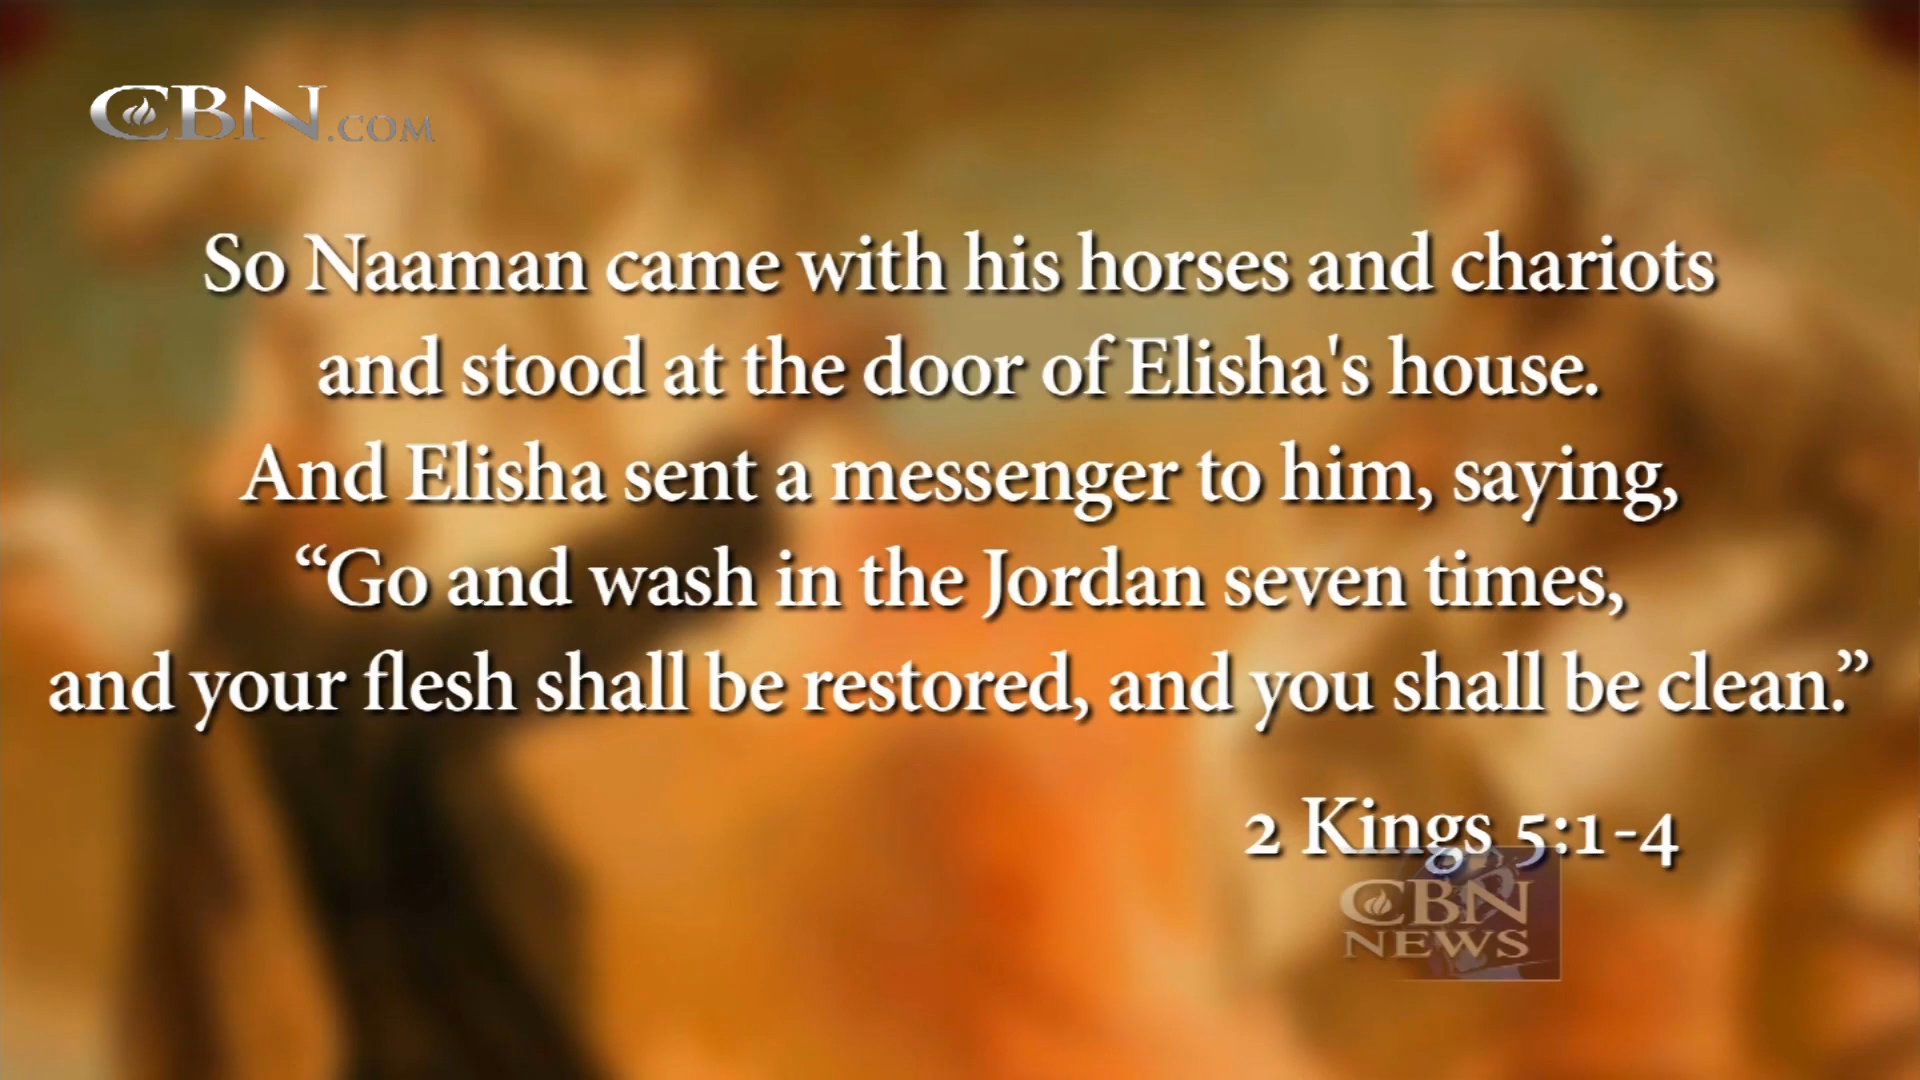 CBN.COM
So Naaman came with his horses and chariots
and stood at the door of Elisha's house.
And Elisha sent a messenger to him, saying,
“Go and wash in the Jordan seven times,
and your flesh shall be restored, and you shall be clean.”
2 Kings 5:1-4
CBN
NEWS